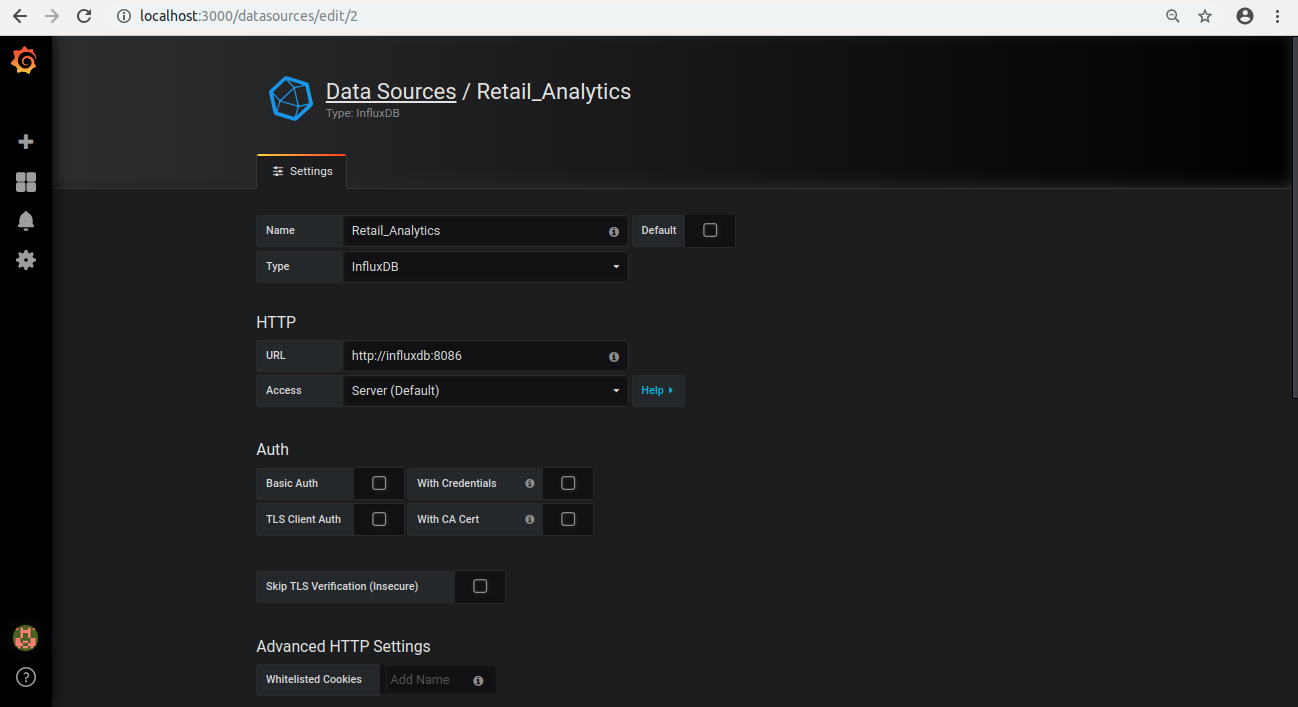 localhost:3000/datasources/edit/2
Data Sources / Retail_Analytics
Type: InfluxDB
Settings
Name Retail_Analytics Default
Type InfluxDB
HTTP
URL http://influxdb:8086
Access Server (Default) Help
Auth
Basic Auth With Credentials
TLS Client Auth With CA Cert
Skip TLS Verification (Insecure)
Advanced HTTP Settings
Whitelisted Cookies Add Name